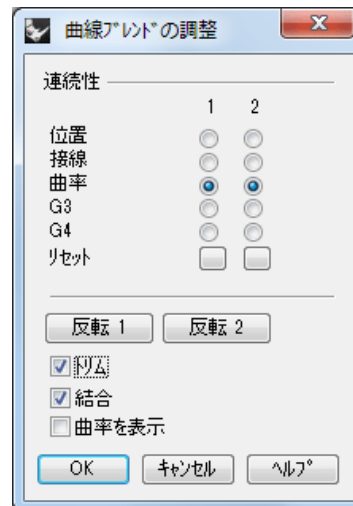 曲線ﾌﾞﾚﾝﾄﾞの調整
連続性
1 2
位置
接線
曲率
G3
G4
ﾘｾｯﾄ
反転 1 反転 2
ﾄﾘﾑ
結合
曲率を表示
OK ｷｬﾝｾﾙ ﾍﾙﾌﾟ